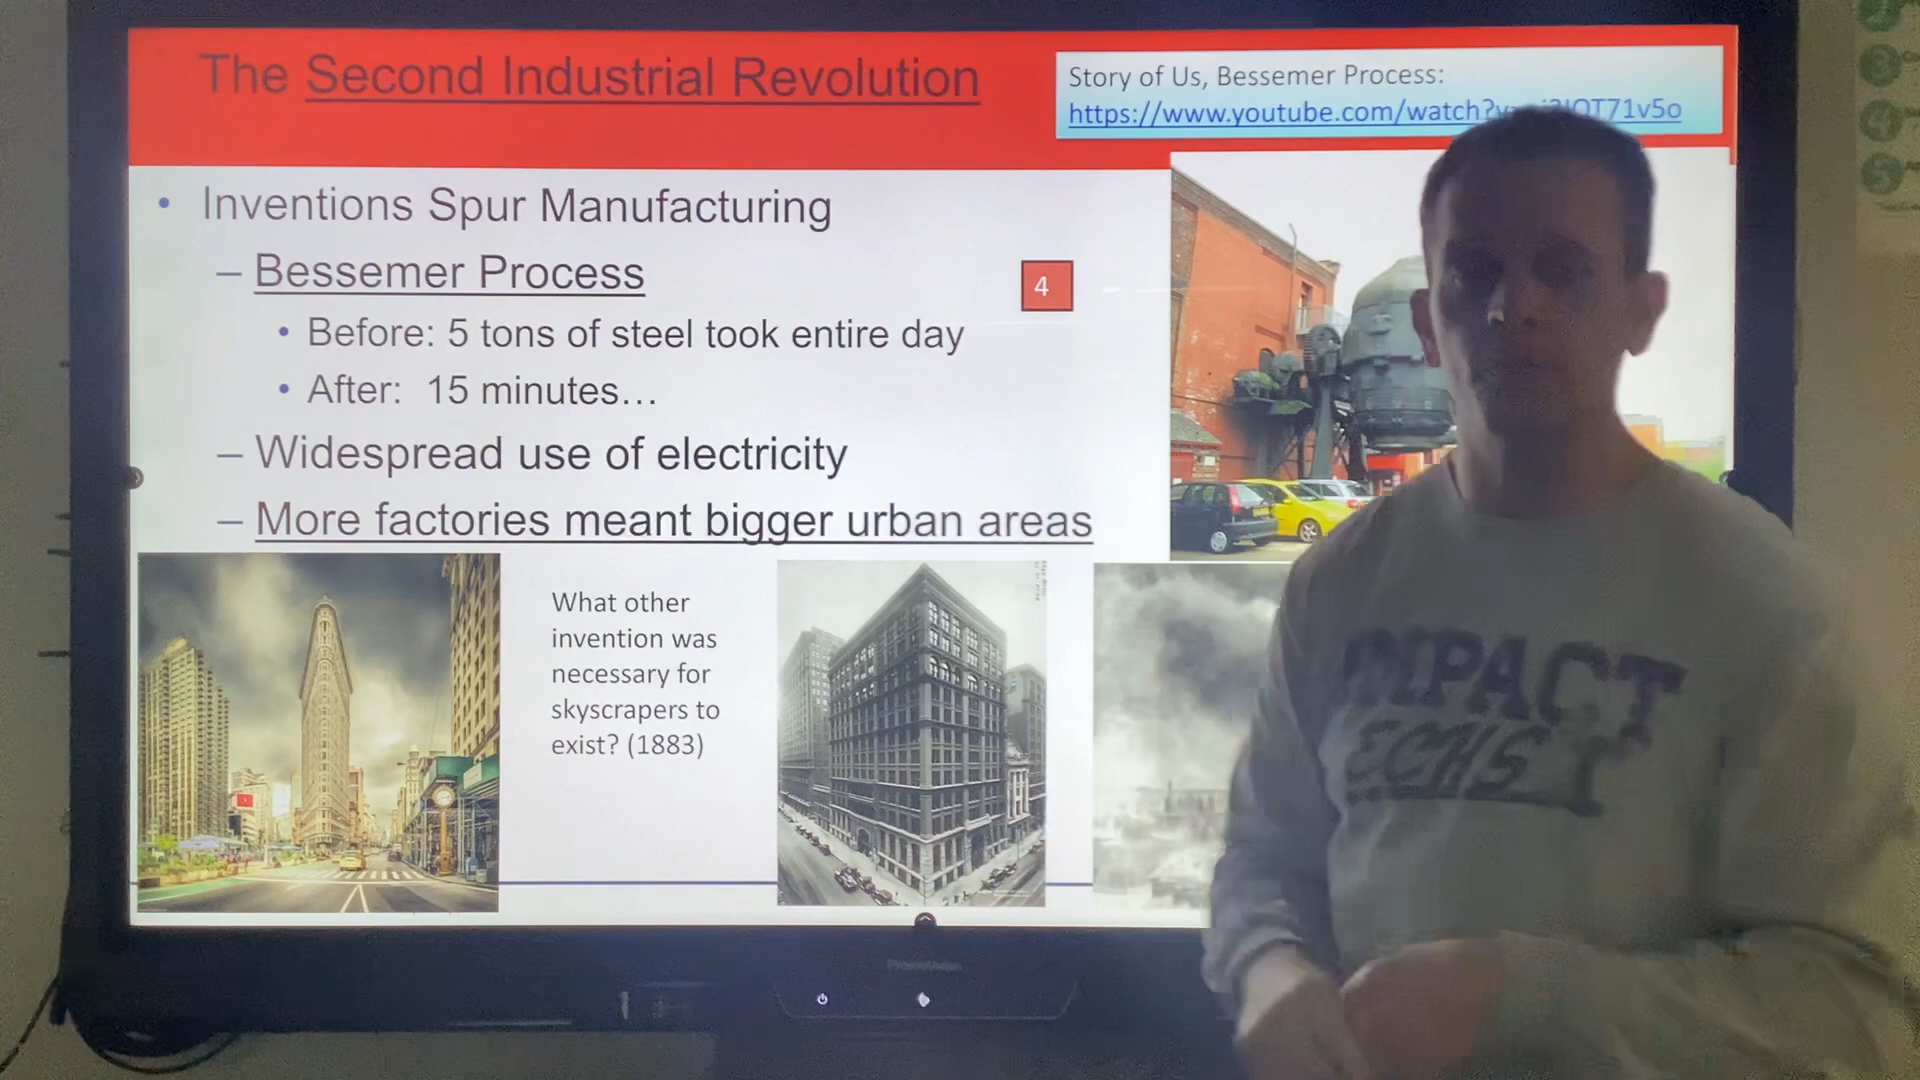 The Second Industrial Revolution
Story of Us, Bessemer Process:
• Inventions Spur Manufacturing
– Bessemer Process
4
• Before: 5 tons of steel took entire day
• After: 15 minutes...
– Widespread use of electricity
– More factories meant bigger urban areas
What other
invention was
necessary for
skyscrapers to
exist? (1883)
IMPACT
ECHS